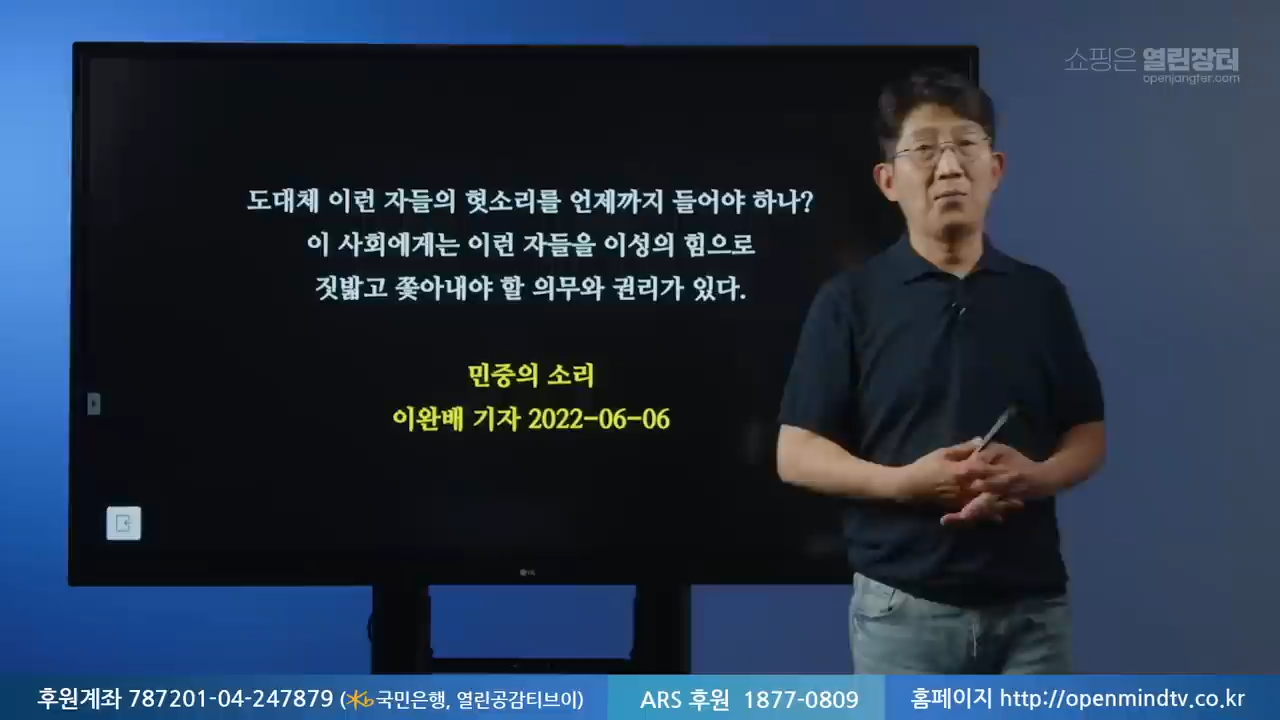 쇼핑은 열린장터
openjangter.com
도대체 이런 자들의 헛소리를 언제까지 들어야 하나?
이 사회에게는 이런 자들을 이성의 힘으로
짓밟고 쫓아내야 할 의무와 권리가 있다.
민중의 소리
이완배 기자 2022-06-06
LG
후원계좌 787201-04-247879 (국민은행, 열린공감티브이)
ARS 후원 1877-0809
홈페이지 http://openmindtv.co.kr